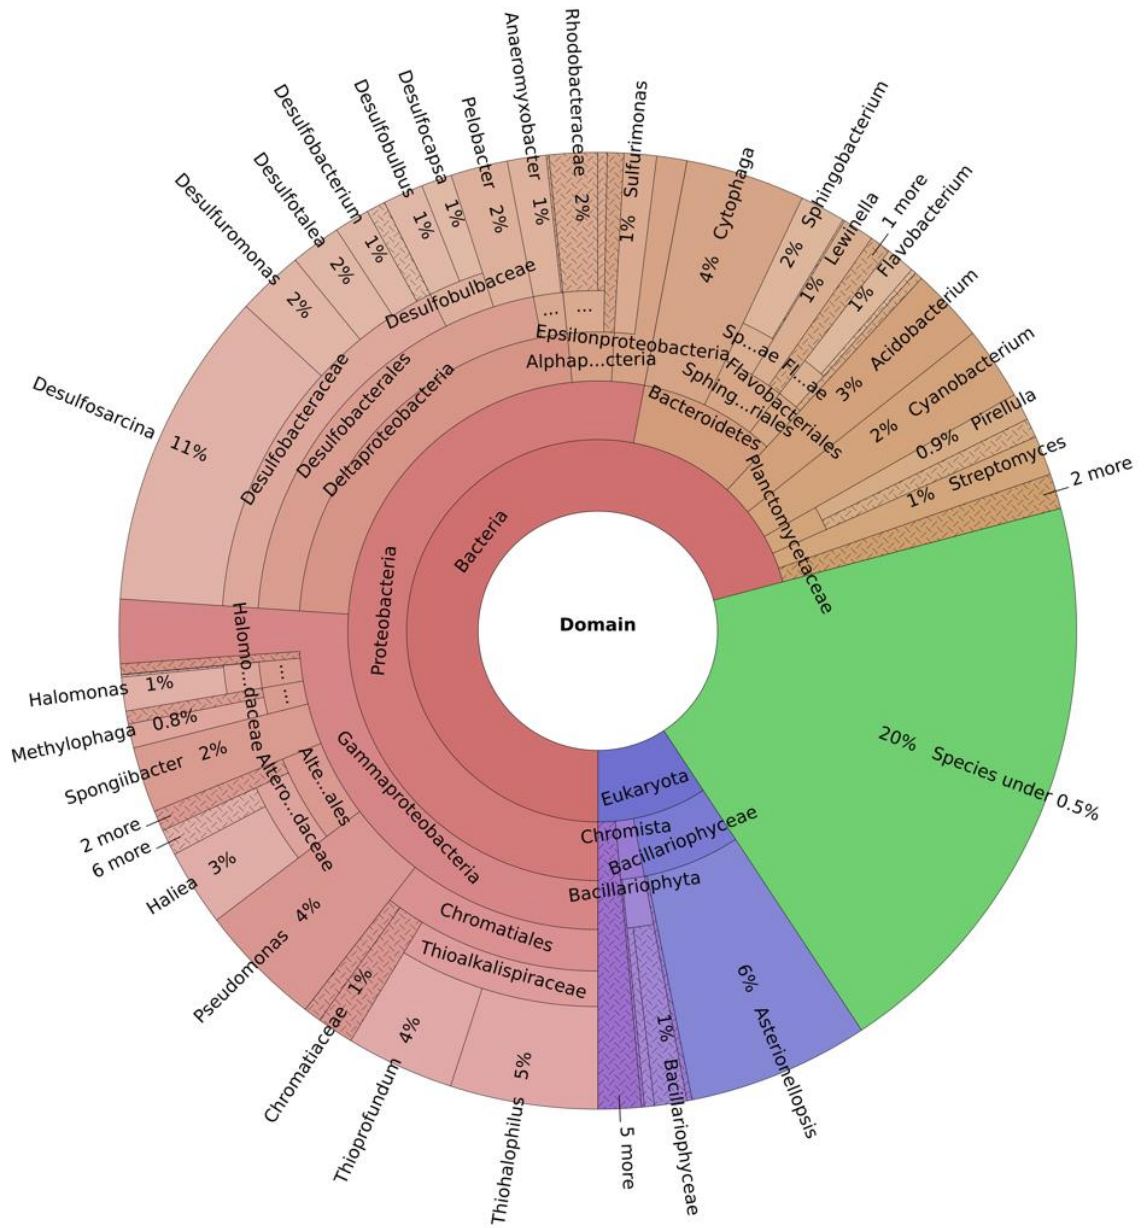 Domain
Bacteria
Proteobacteria
Gammaproteobacteria
Chromatiales
Thioalkalispiraceae
5% Thiohalophilus
4% Thioprofundum
1% Chromatiaceae
4% Pseudomonas
Alte...ales
Altero...daceae
3% Haliea
6 more
2 more
Spongiibacter 2%
Methylophaga 0.8%
...
Halomo...daceae
Halomonas 1%
...
Deltaproteobacteria
Desulfobacterales
Desulfobacteraceae
Desulfosarcina 11%
Desulfuromonas 2%
Desulfotalea 2%
Desulfobacterium 1%
Desulfobulbaceae
Desulfobulbus 1%
Desulfocapsa 1%
Pelobacter 2%
Anaeromyxobacter 1%
...
Alphap...cteria
...
Rhodobacteraceae 2%
Epsilonproteobacteria
1% Sulfurimonas
Bacteroidetes
4% Cytophaga
Sphing...riales
Sp...ae
2% Sphingobacterium
1% Lewinella
Flavobacteriales
Fl...ae
1 more
1% Flavobacterium
3% Acidobacterium
2% Cyanobacterium
Planctomycetaceae
0.9% Pirellula
1% Streptomyces
2 more
20% Species under 0.5%
Eukaryota
Chromista
Bacillariophyceae
Bacillariophyta
6% Asterionellopsis
1% Bacillariophyceae
5 more